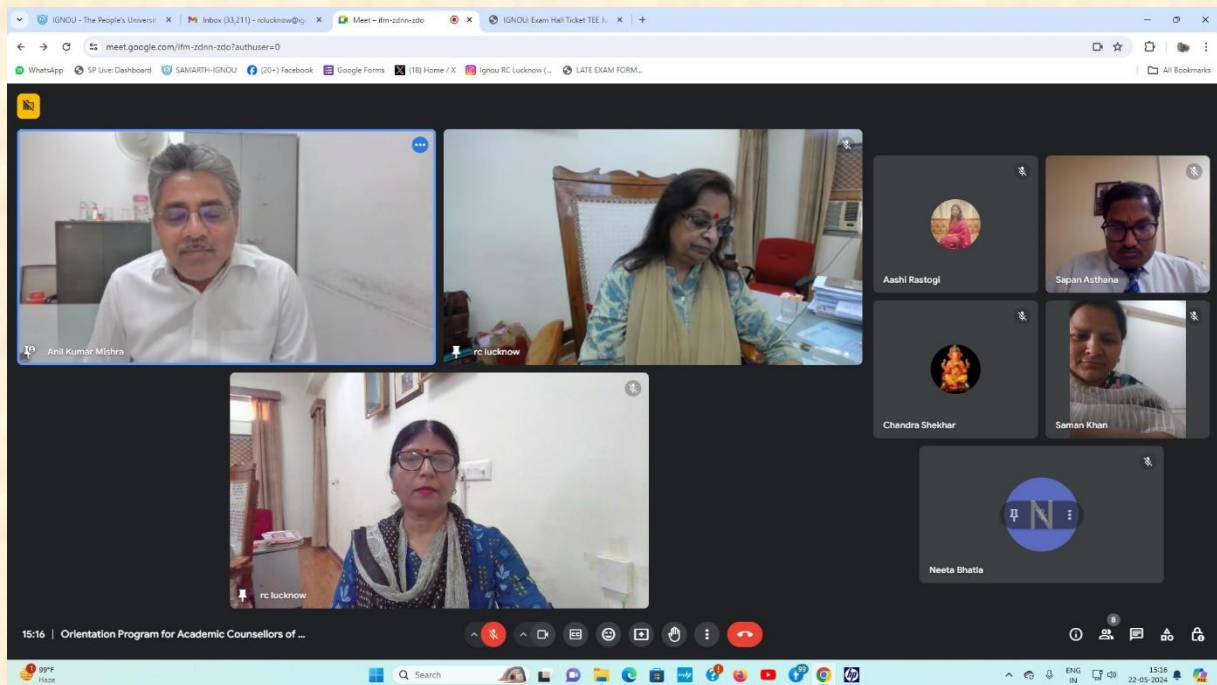 IGNOU - The People's Universit
Inbox (33,211) - rclucknow@ig
Meet – ifm-zdnn-zdo
IGNOU: Exam Hall Ticket TEE J
meet.google.com/ifm-zdnn-zdo?authuser=0
WhatsApp SP Live: Dashboard SAMARTH-IGNOU (20+) Facebook Google Forms (18) Home / X Ignou RC Lucknow (... LATE EXAM FORM... All Bookmarks
Anil Kumar Mishra
rc lucknow
Aashi Rastogi
Sapan Asthana
Chandra Shekhar
Saman Khan
rc lucknow
N
Neeta Bhatla
15:16 | Orientation Program for Academic Counsellors of ...
8
1
99°F
Haze
Search
99
ENG
IN
15:16
22-05-2024